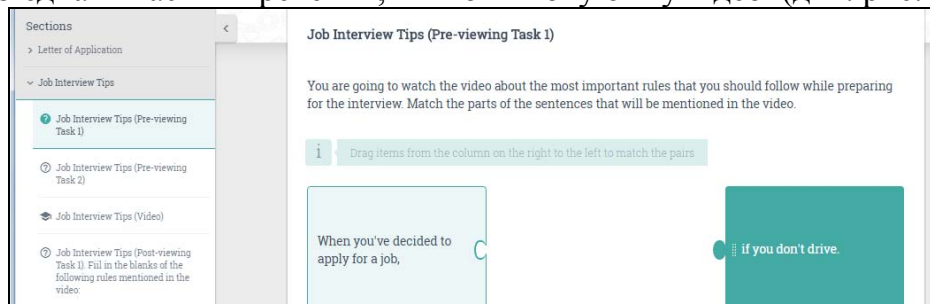 Sections
Letter of Application
Job Interview Tips
Job Interview Tips (Pre-viewing
Task 1)
Job Interview Tips (Pre-viewing
Task 2)
Job Interview Tips (Video)
Job Interview Tips (Post-viewing
Task 1). Fiil in the blanks of the
following rules mentioned in the
video:
Job Interview Tips (Pre-viewing Task 1)
You are going to watch the video about the most important rules that you should follow while preparing
for the interview. Match the parts of the sentences that will be mentioned in the video.
i Drag items from the column on the right to the left to match the pairs
When you've decided to
apply for a job,
if you don't drive.